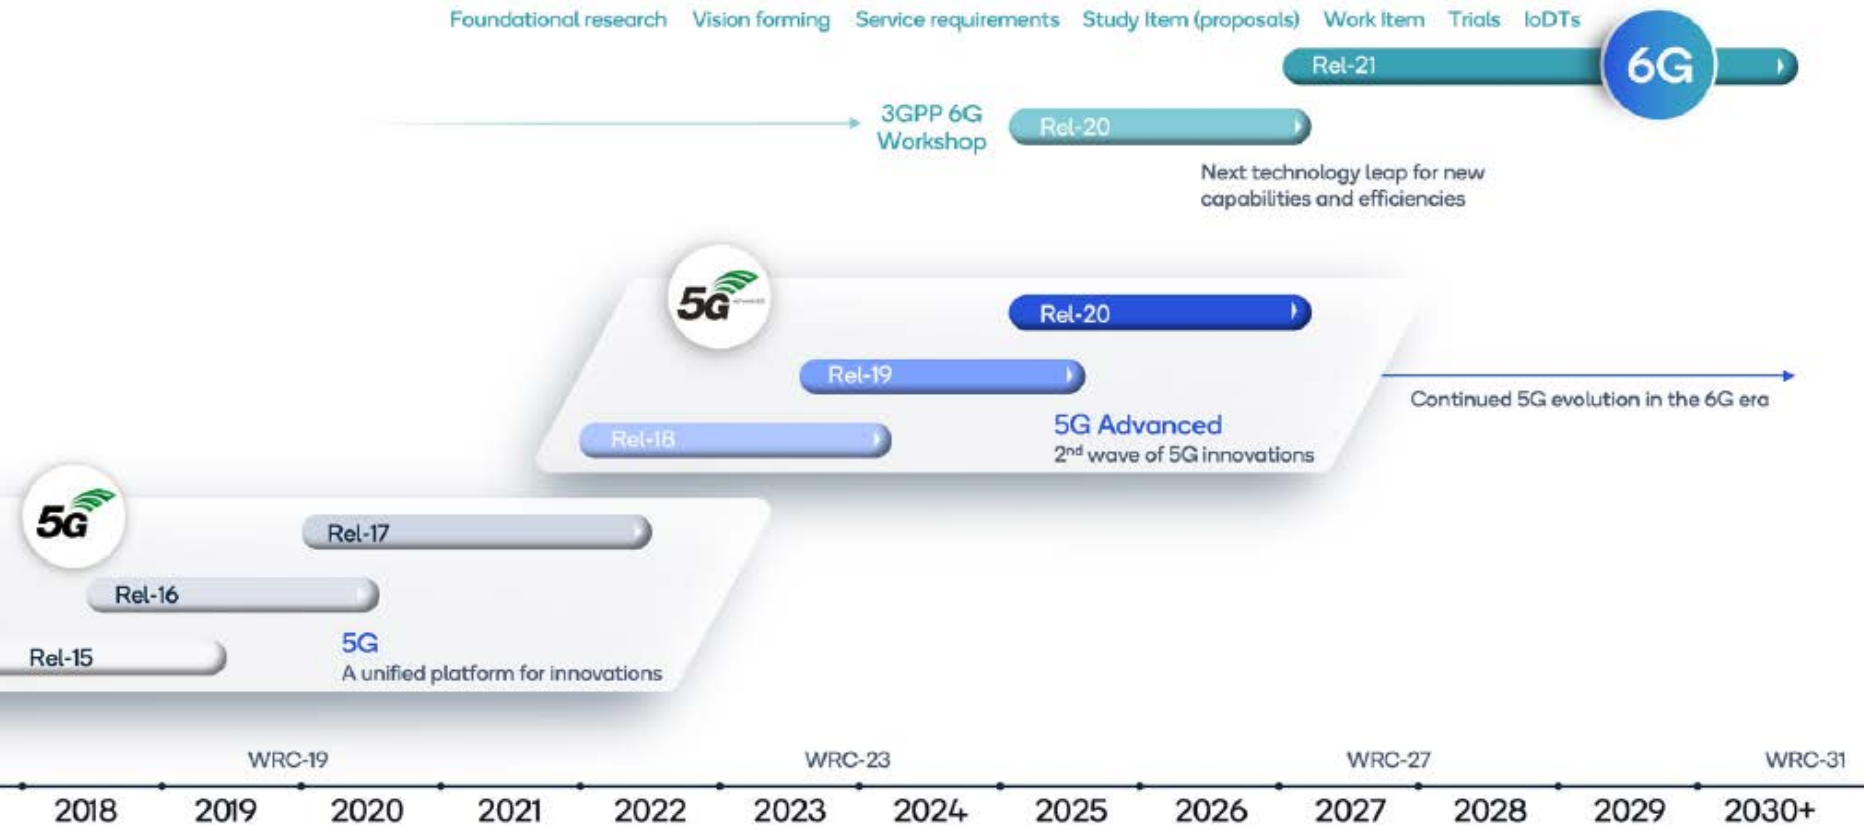 Foundational research Vision forming Service requirements Study Item (proposals) Work Item Trials IoDTs
6G
Rel-21
3GPP 6G
Workshop
Rel-20
Next technology leap for new
capabilities and efficiencies
5G
Rel-20
Rel-19
Rel-18
5G Advanced
2nd wave of 5G innovations
Continued 5G evolution in the 6G era
5G
Rel-17
Rel-16
Rel-15
5G
A unified platform for innovations
WRC-19 WRC-23 WRC-27 WRC-31
2018 2019 2020 2021 2022 2023 2024 2025 2026 2027 2028 2029 2030+